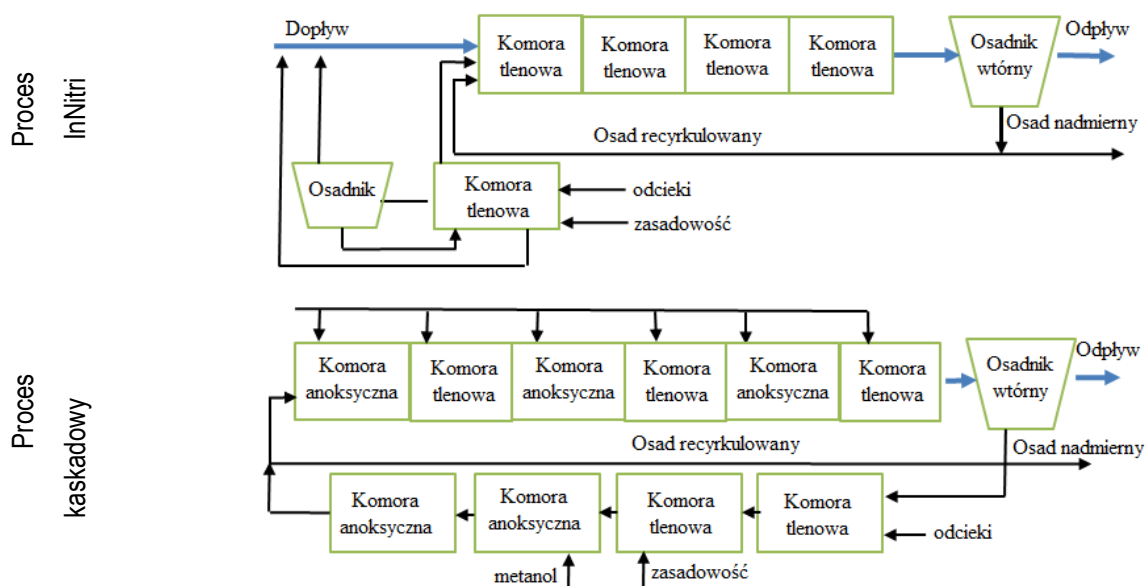 Proces
InNitri
Dopływ
Komora
tlenowa
Komora
tlenowa
Komora
tlenowa
Komora
tlenowa
Osadnik
wtórny
Odpływ
Osad recyrkulowany
Osad nadmierny
Osadnik
Komora
tlenowa
odcieki
zasadowość
Proces
kaskadowy
Komora
anoksyczna
Komora
tlenowa
Komora
anoksyczna
Komora
tlenowa
Komora
anoksyczna
Komora
tlenowa
Osadnik
wtórny
Odpływ
Osad recyrkulowany
Osad nadmierny
Komora
anoksyczna
Komora
anoksyczna
Komora
tlenowa
Komora
tlenowa
odcieki
metanol
zasadowość